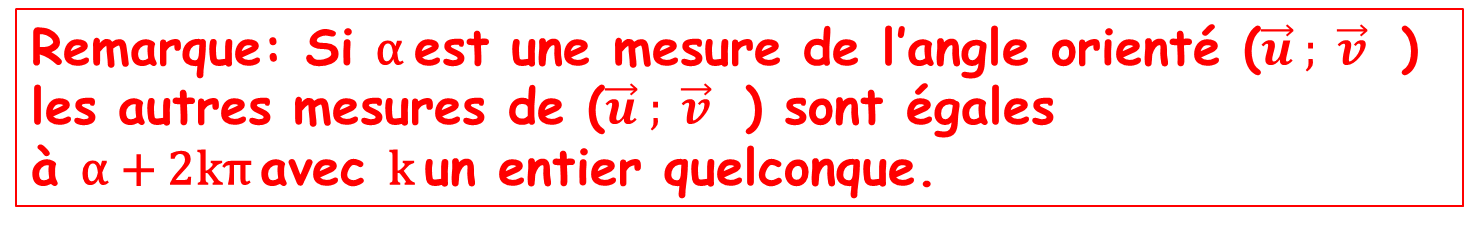 Remarque: Si α est une mesure de l’angle orienté (u⃗ ; v⃗ )
les autres mesures de (u⃗ ; v⃗ ) sont égales
à α + 2kπ avec k un entier quelconque.